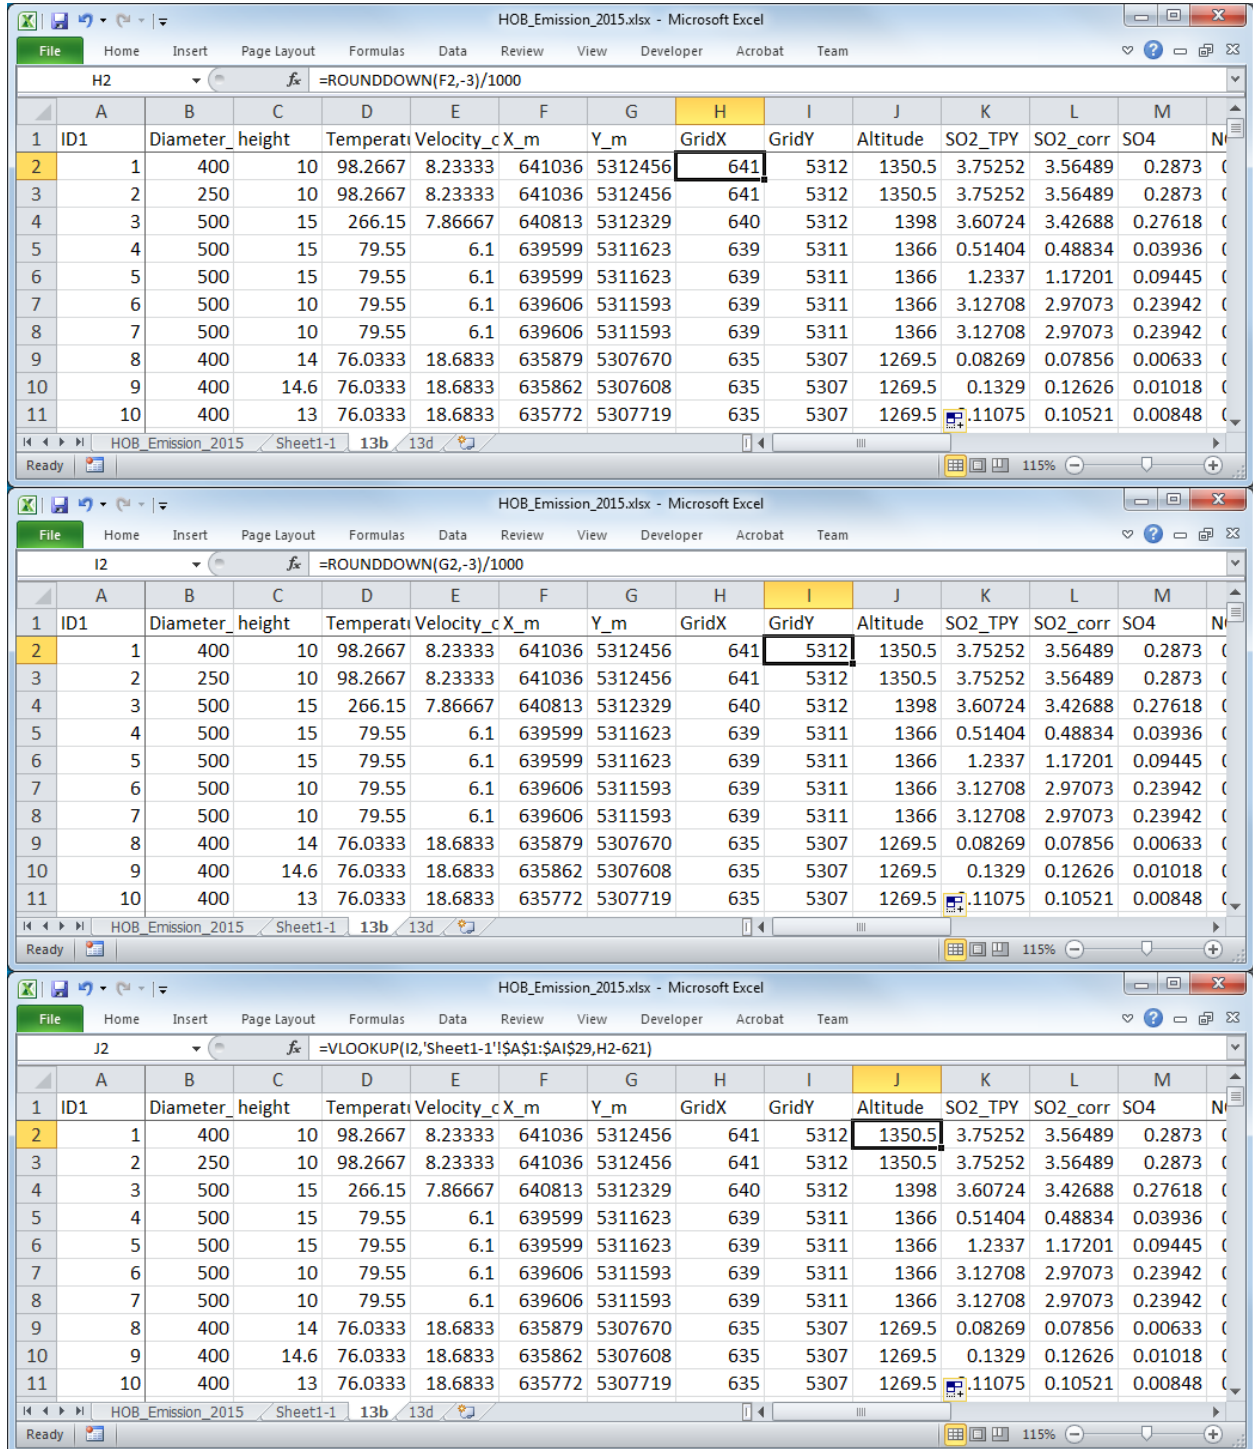 HOB_Emission_2015.xlsx - Microsoft Excel
File Home Insert Page Layout Formulas Data Review View Developer Acrobat Team
H2 fx =ROUNDDOWN(F2,-3)/1000
A B C D E F G H I J K L M
1 ID1 Diameter_ height Temperatu Velocity_c X_m Y_m GridX GridY Altitude SO2_TPY SO2_corr SO4
2 1 400 10 98.2667 8.23333 641036 5312456 641 5312 1350.5 3.75252 3.56489 0.2873
3 2 250 10 98.2667 8.23333 641036 5312456 641 5312 1350.5 3.75252 3.56489 0.2873
4 3 500 15 266.15 7.86667 640813 5312329 640 5312 1398 3.60724 3.42688 0.27618
5 4 500 15 79.55 6.1 639599 5311623 639 5311 1366 0.51404 0.48834 0.03936
6 5 500 15 79.55 6.1 639599 5311623 639 5311 1366 1.2337 1.17201 0.09445
7 6 500 10 79.55 6.1 639606 5311593 639 5311 1366 3.12708 2.97073 0.23942
8 7 500 10 79.55 6.1 639606 5311593 639 5311 1366 3.12708 2.97073 0.23942
9 8 400 14 76.0333 18.6833 635879 5307670 635 5307 1269.5 0.08269 0.07856 0.00633
10 9 400 14.6 76.0333 18.6833 635862 5307608 635 5307 1269.5 0.1329 0.12626 0.01018
11 10 400 13 76.0333 18.6833 635772 5307719 635 5307 1269.5 .11075 0.10521 0.00848
HOB_Emission_2015 Sheet1-1 13b 13d
Ready 115%
HOB_Emission_2015.xlsx - Microsoft Excel
File Home Insert Page Layout Formulas Data Review View Developer Acrobat Team
I2 fx =ROUNDDOWN(G2,-3)/1000
A B C D E F G H I J K L M
1 ID1 Diameter_ height Temperatu Velocity_c X_m Y_m GridX GridY Altitude SO2_TPY SO2_corr SO4
2 1 400 10 98.2667 8.23333 641036 5312456 641 5312 1350.5 3.75252 3.56489 0.2873
3 2 250 10 98.2667 8.23333 641036 5312456 641 5312 1350.5 3.75252 3.56489 0.2873
4 3 500 15 266.15 7.86667 640813 5312329 640 5312 1398 3.60724 3.42688 0.27618
5 4 500 15 79.55 6.1 639599 5311623 639 5311 1366 0.51404 0.48834 0.03936
6 5 500 15 79.55 6.1 639599 5311623 639 5311 1366 1.2337 1.17201 0.09445
7 6 500 10 79.55 6.1 639606 5311593 639 5311 1366 3.12708 2.97073 0.23942
8 7 500 10 79.55 6.1 639606 5311593 639 5311 1366 3.12708 2.97073 0.23942
9 8 400 14 76.0333 18.6833 635879 5307670 635 5307 1269.5 0.08269 0.07856 0.00633
10 9 400 14.6 76.0333 18.6833 635862 5307608 635 5307 1269.5 0.1329 0.12626 0.01018
11 10 400 13 76.0333 18.6833 635772 5307719 635 5307 1269.5 .11075 0.10521 0.00848
HOB_Emission_2015 Sheet1-1 13b 13d
Ready 115%
HOB_Emission_2015.xlsx - Microsoft Excel
File Home Insert Page Layout Formulas Data Review View Developer Acrobat Team
J2 fx =VLOOKUP(I2,'Sheet1-1'!$A$1:$AI$29,H2-621)
A B C D E F G H I J K L M
1 ID1 Diameter_ height Temperatu Velocity_c X_m Y_m GridX GridY Altitude SO2_TPY SO2_corr SO4
2 1 400 10 98.2667 8.23333 641036 5312456 641 5312 1350.5 3.75252 3.56489 0.2873
3 2 250 10 98.2667 8.23333 641036 5312456 641 5312 1350.5 3.75252 3.56489 0.2873
4 3 500 15 266.15 7.86667 640813 5312329 640 5312 1398 3.60724 3.42688 0.27618
5 4 500 15 79.55 6.1 639599 5311623 639 5311 1366 0.51404 0.48834 0.03936
6 5 500 15 79.55 6.1 639599 5311623 639 5311 1366 1.2337 1.17201 0.09445
7 6 500 10 79.55 6.1 639606 5311593 639 5311 1366 3.12708 2.97073 0.23942
8 7 500 10 79.55 6.1 639606 5311593 639 5311 1366 3.12708 2.97073 0.23942
9 8 400 14 76.0333 18.6833 635879 5307670 635 5307 1269.5 0.08269 0.07856 0.00633
10 9 400 14.6 76.0333 18.6833 635862 5307608 635 5307 1269.5 0.1329 0.12626 0.01018
11 10 400 13 76.0333 18.6833 635772 5307719 635 5307 1269.5 .11075 0.10521 0.00848
HOB_Emission_2015 Sheet1-1 13b 13d
Ready 115%